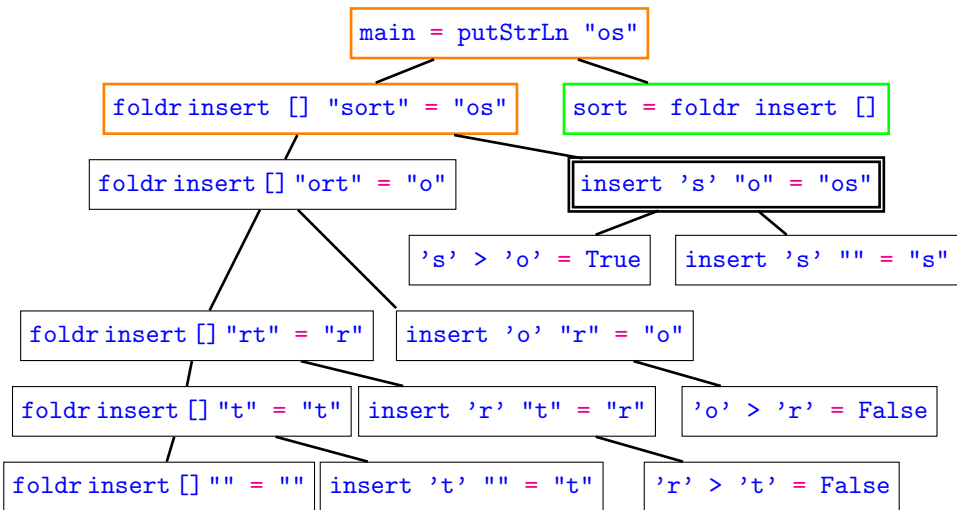 main = putStrLn "os"
foldr insert [] "sort" = "os"
sort = foldr insert []
foldr insert [] "ort" = "o"
insert 's' "o" = "os"
's' > 'o' = True
insert 's' "" = "s"
foldr insert [] "rt" = "r"
insert 'o' "r" = "o"
foldr insert [] "t" = "t"
insert 'r' "t" = "r"
'o' > 'r' = False
foldr insert [] "" = ""
insert 't' "" = "t"
'r' > 't' = False